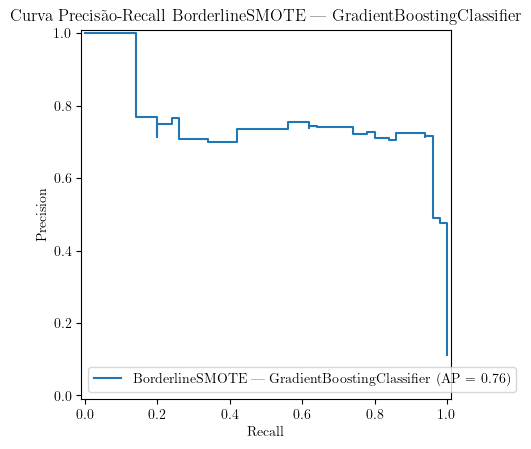 Curva Precisão-Recall BorderlineSMOTE — GradientBoostingClassifier
1.0
0.8
0.6
0.4
0.2
0.0
Precision
BorderlineSMOTE — GradientBoostingClassifier (AP = 0.76)
0.0 0.2 0.4 0.6 0.8 1.0
Recall